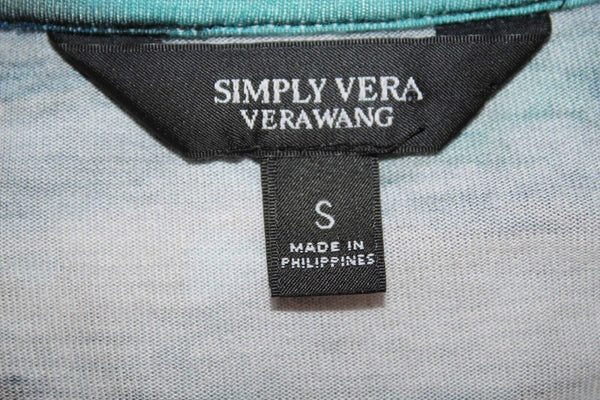 SIMPLY VERA
VERAWANG
S
MADE IN
PHILIPPINES